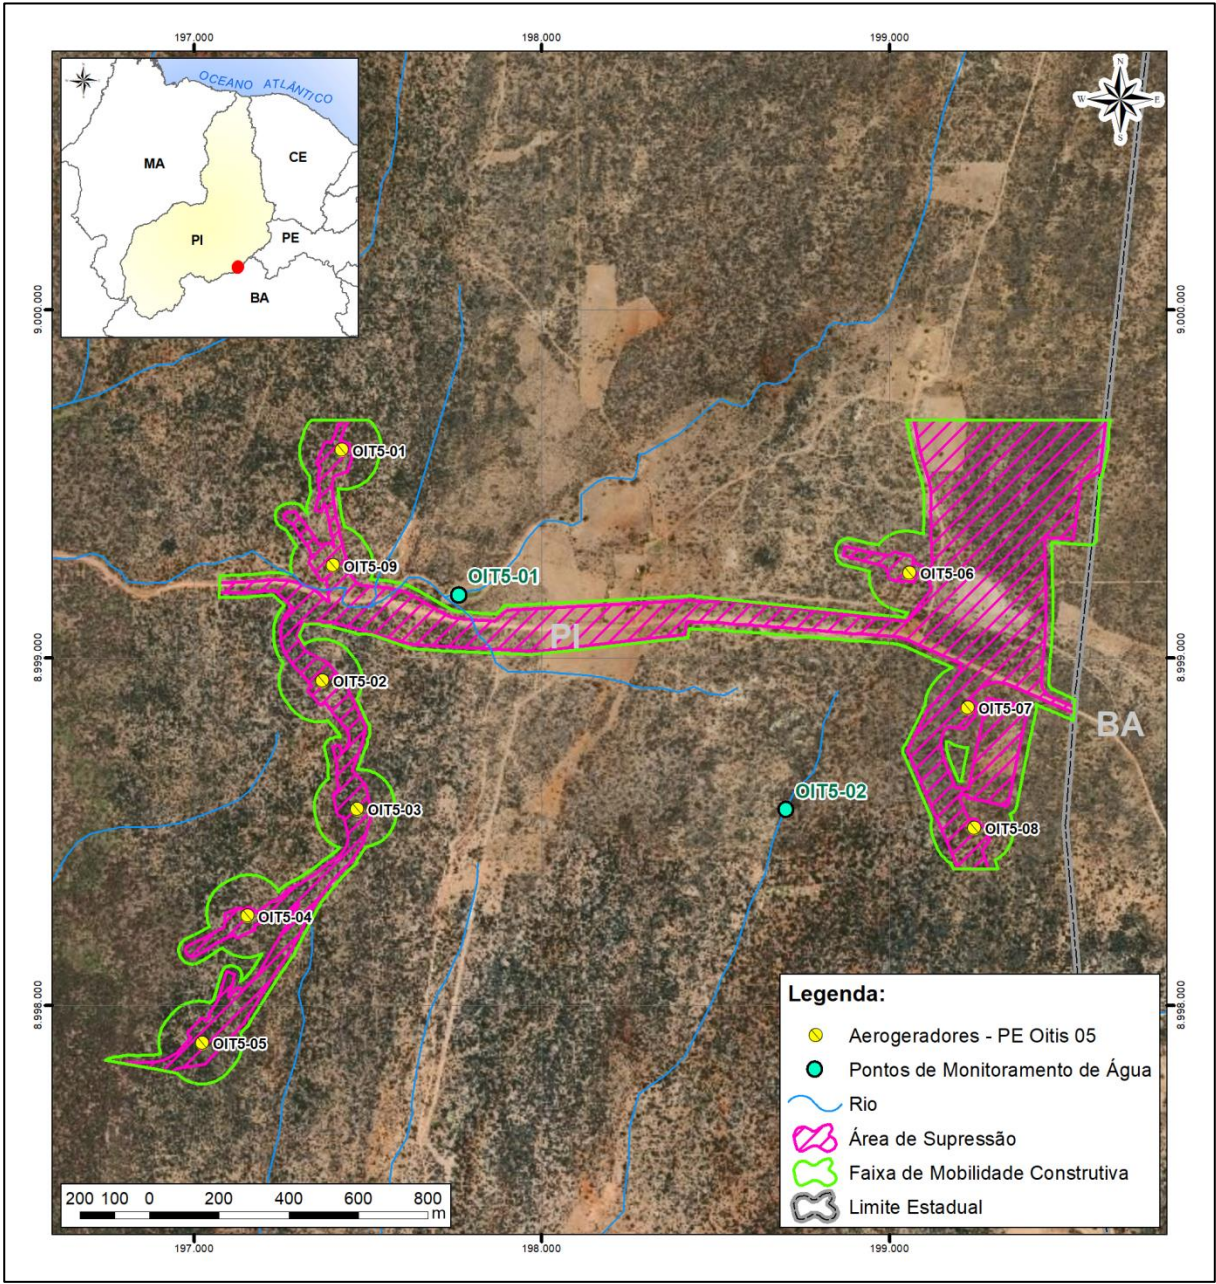 197.000
198.000
199.000
OCEANO ATLÂNTICO
MA
CE
PI
PE
BA
N
W
E
S
9.000.000
9.000.000
OIT5-01
OIT5-09
OIT5-01
OIT5-06
PI
8.999.000
8.999.000
OIT5-02
OIT5-07
BA
OIT5-02
OIT5-03
OIT5-08
OIT5-04
OIT5-05
8.998.000
8.998.000
Legenda:
Aerogeradores - PE Oitis 05
Pontos de Monitoramento de Água
Rio
Área de Supressão
Faixa de Mobilidade Construtiva
Limite Estadual
200 100 0 200 400 600 800
m
197.000
198.000
199.000